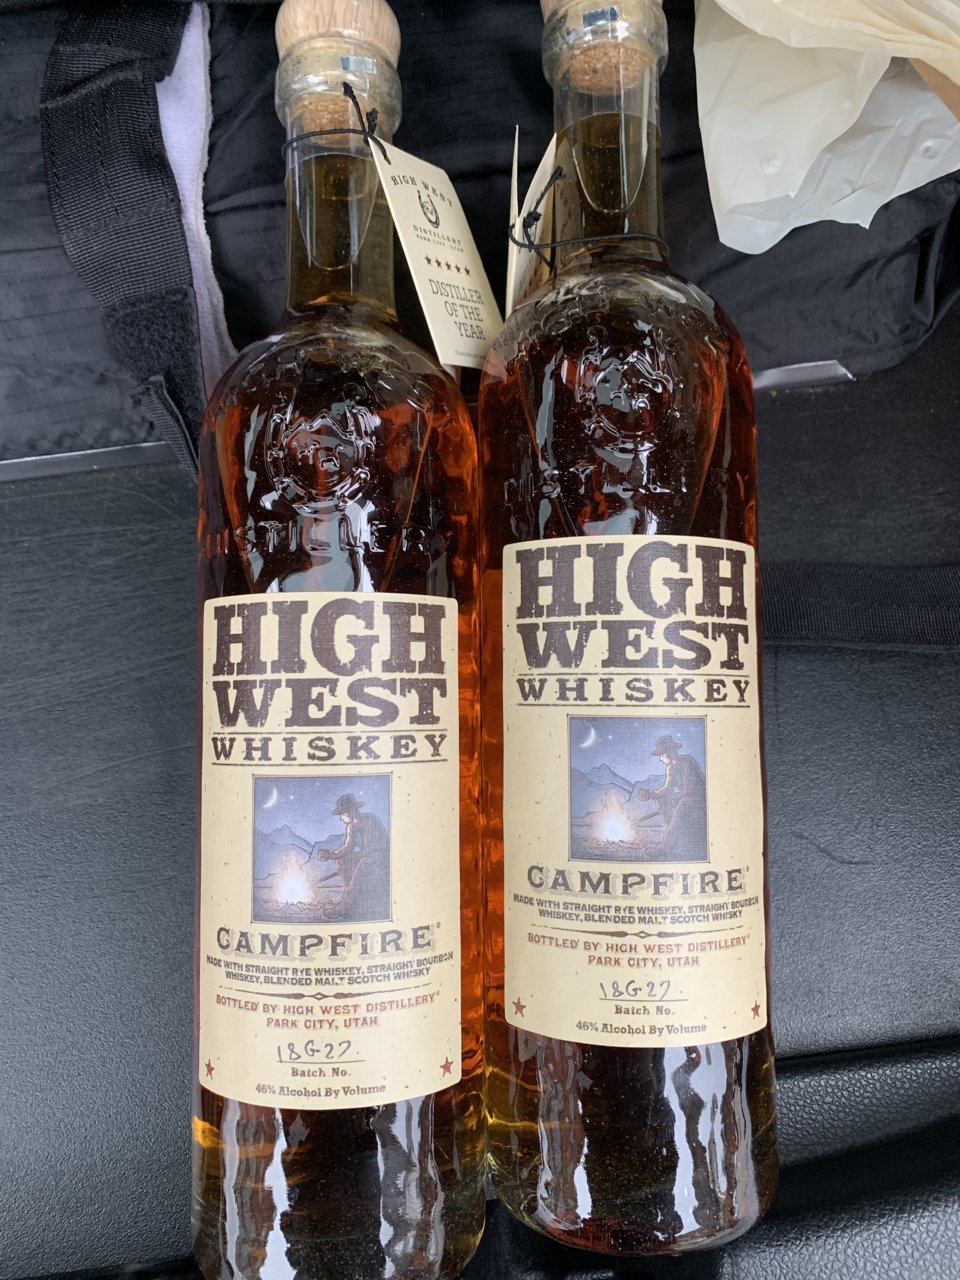 HIGH WEST
DISTILLERY
PARK CITY, UTAH
DISTILLER
OF THE
YEAR
HIGH
WEST
WHISKEY
CAMPFIRE®
MADE WITH STRAIGHT RYE WHISKEY, STRAIGHT BOURBON
WHISKEY, BLENDED MALT SCOTCH WHISKY
BOTTLED BY HIGH WEST DISTILLERY®
PARK CITY, UTAH
18G27
Batch No.
46% Alcohol By Volume
HIGH
WEST
WHISKEY
CAMPFIRE®
MADE WITH STRAIGHT RYE WHISKEY, STRAIGHT BOURBON
WHISKEY, BLENDED MALT SCOTCH WHISKY
BOTTLED BY HIGH WEST DISTILLERY®
PARK CITY, UTAH
18G27
Batch No.
46% Alcohol By Volume